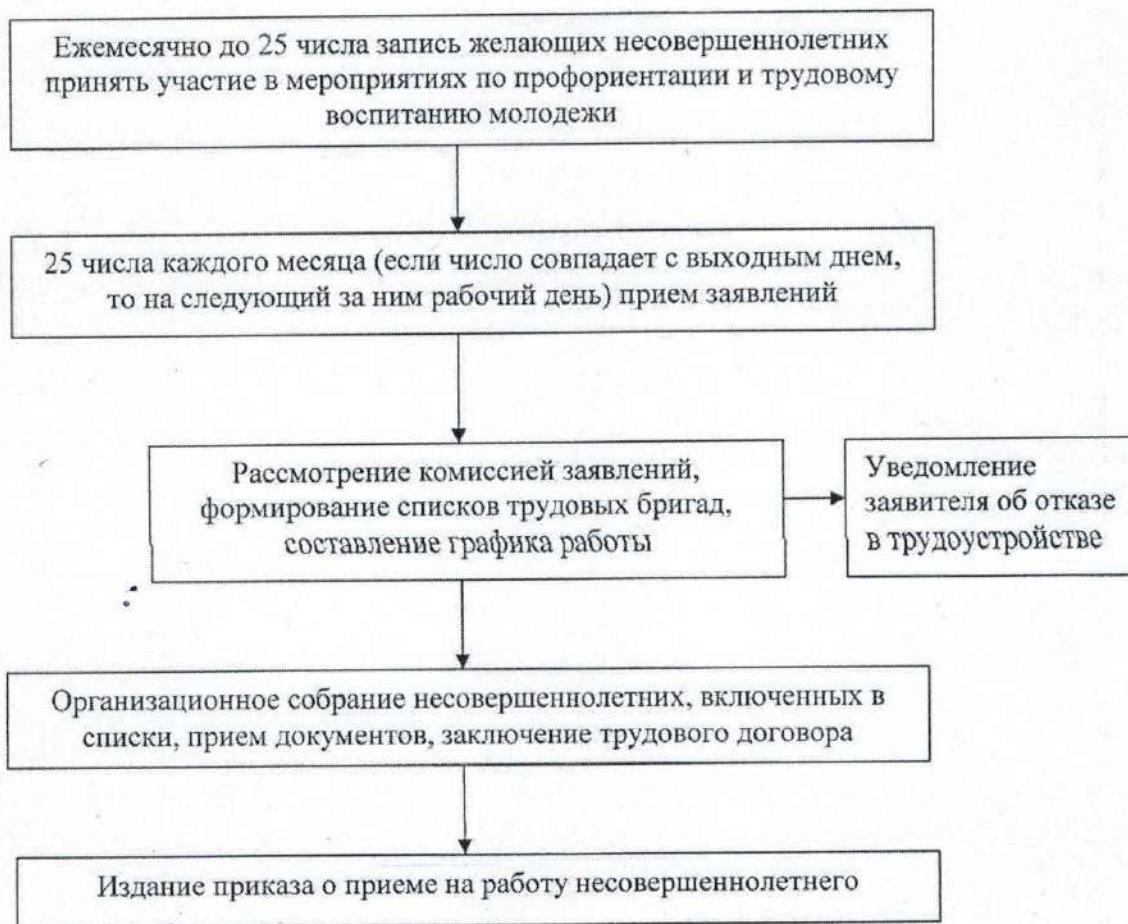 Ежемесячно до 25 числа запись желающих несовершеннолетних
принять участие в мероприятиях по профориентации и трудовому
воспитанию молодежи
25 числа каждого месяца (если число совпадает с выходным днем,
то на следующий за ним рабочий день) прием заявлений
Рассмотрение комиссией заявлений,
формирование списков трудовых бригад,
составление графика работы
Уведомление
заявителя об отказе
в трудоустройстве
Организационное собрание несовершеннолетних, включенных в
списки, прием документов, заключение трудового договора
Издание приказа о приеме на работу несовершеннолетнего